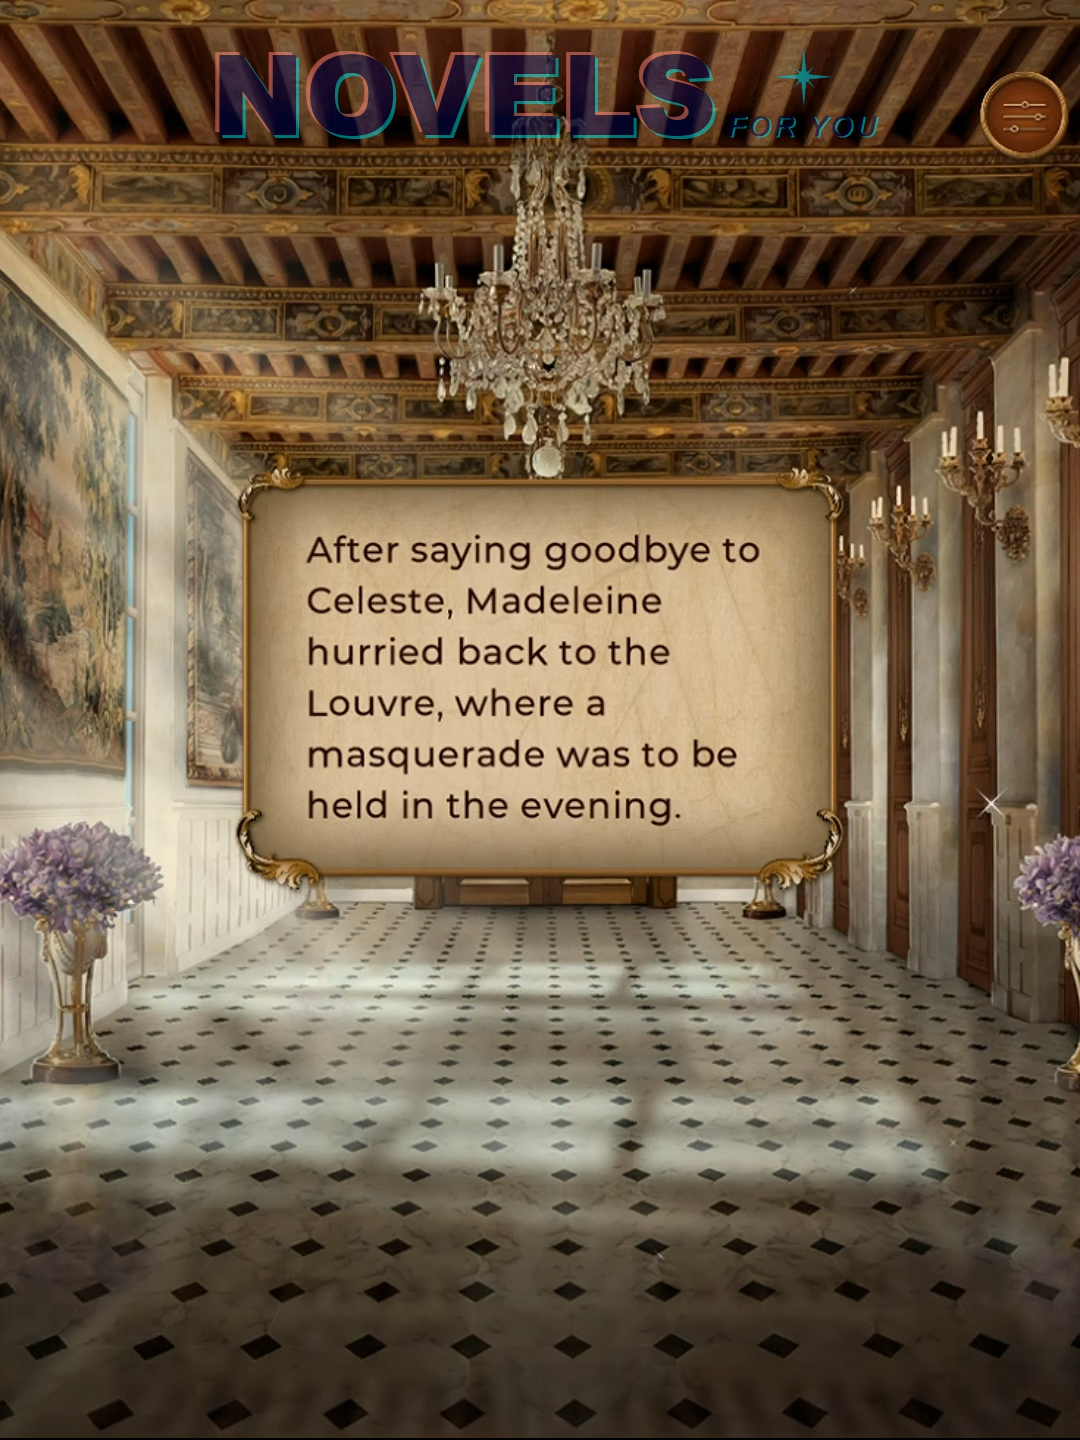 NOVELS
FOR YOU
After saying goodbye to
Celeste, Madeleine
hurried back to the
Louvre, where a
masquerade was to be
held in the evening.